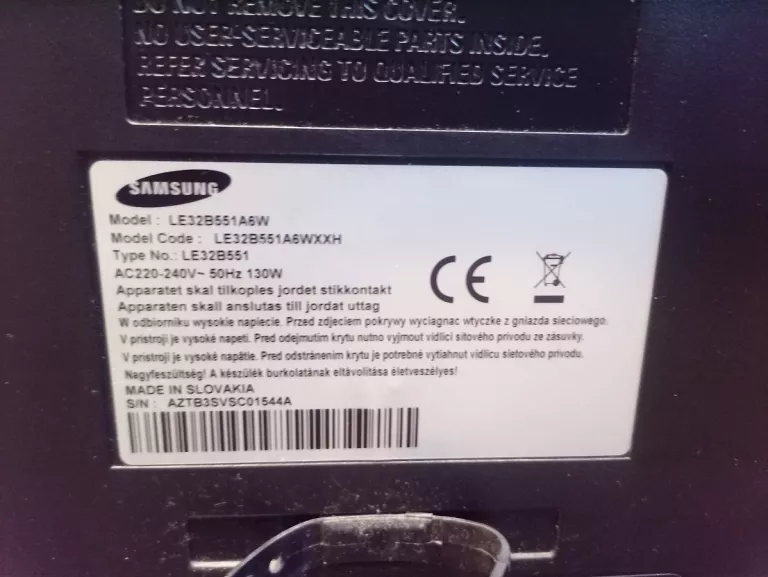 DO NOT REMOVE THIS COVER.
NO USER-SERVICEABLE PARTS INSIDE.
REFER SERVICING TO QUALIFIED SERVICE
PERSONNEL.
SAMSUNG
Model : LE32B551A6W
Model Code : LE32B551A6WXXH
Type No.: LE32B551
AC220-240V~ 50Hz 130W
Apparatet skal tilkoples jordet stikkontakt
Apparaten skall anslutas till jordat uttag
W odbiorniku wysokie napiecie. Przed zdjeciem pokrywy wyciagnac wtyczke z gniazda sieciowego.
V pristroji je vysoké napeti. Pred odejmutim krytu nutno vyjmout vidlici sitového privodu ze zásuvky.
V pristroji je vysoké napätie. Pred odstránením krytu je potrebné vytiahnut vidlicu sietového privodu.
Nagyfeszültség! A készülék burkolatának eltávolitása életveszélyes!
MADE IN SLOVAKIA
S/N : AZTB3SVSC01544A
CE